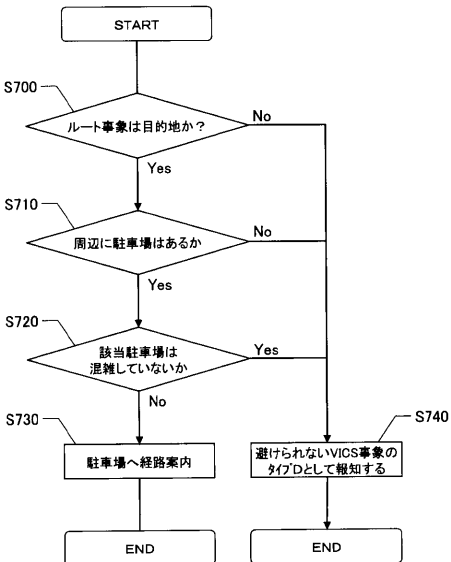 START
S700
ルート事象は目的地か？
No
Yes
S710
周辺に駐車場はあるか
No
Yes
S720
該当駐車場は
混雑していないか
Yes
No
S730
駐車場へ経路案内
S740
避けられないVICS事象の
タイプDとして報知する
END
END